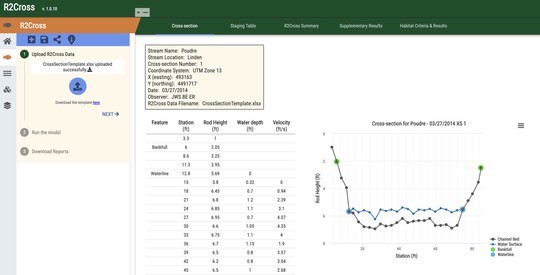 R2Cross v 1.0.10
R2Cross
Cross-section Staging Table R2Cross Summary Supplementary Results Habitat Criteria & Results
1 Upload R2Cross Data
CrossSectionTemplate.xlsx uploaded
successfully
Download the template here
NEXT
2 Run the model
3 Download Reports
Stream Name: Poudre
Stream Location: Linden
Cross-section Number: 1
Coordinate System: UTM Zone 13
X (easting): 493163
Y (northing): 4491717
Date: 03/27/2014
Observer: JWS BE ER
R2Cross Data Filename: CrossSectionTemplate.xlsx
Feature Station (ft) Rod Height (ft) Water depth (ft) Velocity (ft/s)
3.3 1
Bankfull 6 2.05
8.6 3.25
11.3 3.95
Waterline 12.8 5.69 0
15 5.8 0.32 0
18 6.45 0.7 0.94
21 6.8 1.2 2.39
24 6.85 1.1 3.1
27 6.95 0.7 4.07
30 6.6 1.05 4.35
33 6.75 1.1 4
36 6.7 1.15 1.9
39 6.5 0.8 3.57
42 6.2 0.8 3.04
45 6.5 1 2.68
Cross-section for Poudre - 03/27/2014 XS 1
Rod Height (ft)
20 40 60 80
Station (ft)
Channel Bed
Water Surface
Bankfull
Waterline